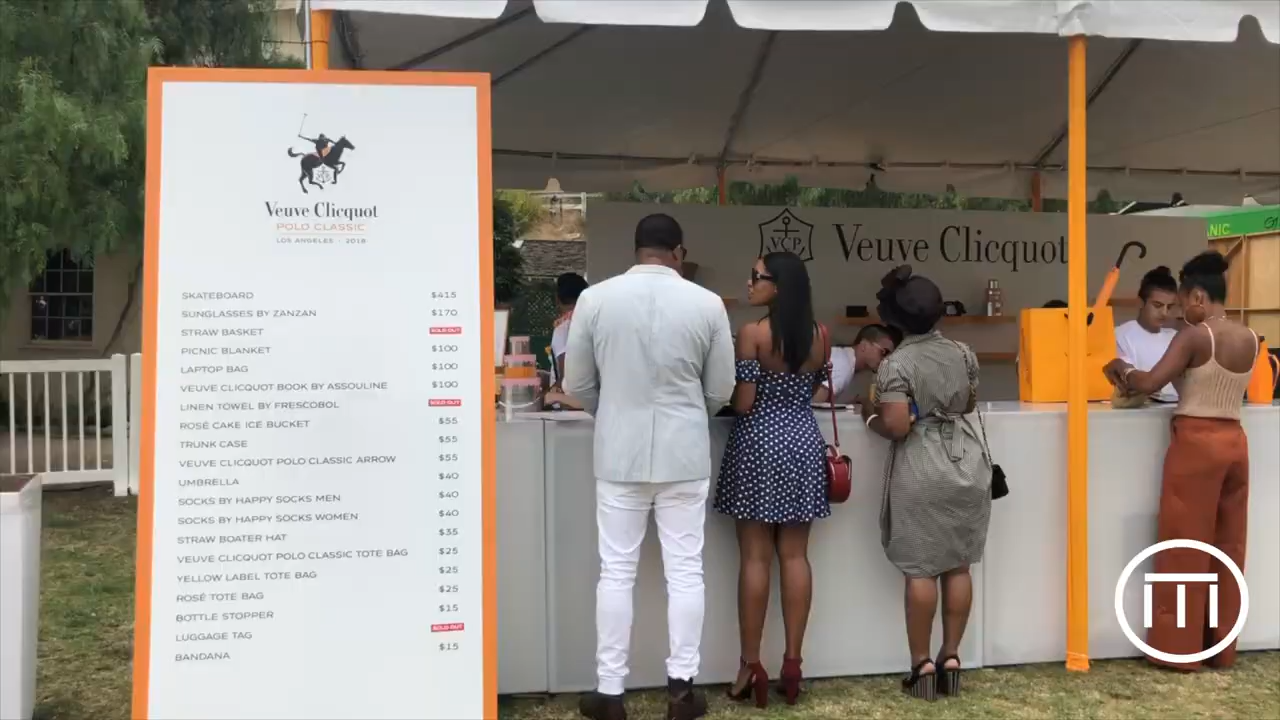 Veuve Clicquot
POLO CLASSIC
LOS ANGELES - 2018
SKATEBOARD $415
SUNGLASSES BY ZANZAN $170
STRAW BASKET SOLD OUT
PICNIC BLANKET $100
LAPTOP BAG $100
VEUVE CLICQUOT BOOK BY ASSOULINE $100
LINEN TOWEL BY FRESCOBOL SOLD OUT
ROSÉ CAKE ICE BUCKET $55
TRUNK CASE $55
VEUVE CLICQUOT POLO CLASSIC ARROW $55
UMBRELLA $40
SOCKS BY HAPPY SOCKS MEN $40
SOCKS BY HAPPY SOCKS WOMEN $40
STRAW BOATER HAT $35
VEUVE CLICQUOT POLO CLASSIC TOTE BAG $25
YELLOW LABEL TOTE BAG $25
ROSÉ TOTE BAG $25
BOTTLE STOPPER $15
LUGGAGE TAG SOLD OUT
BANDANA $15
VCP
Veuve Clicquot